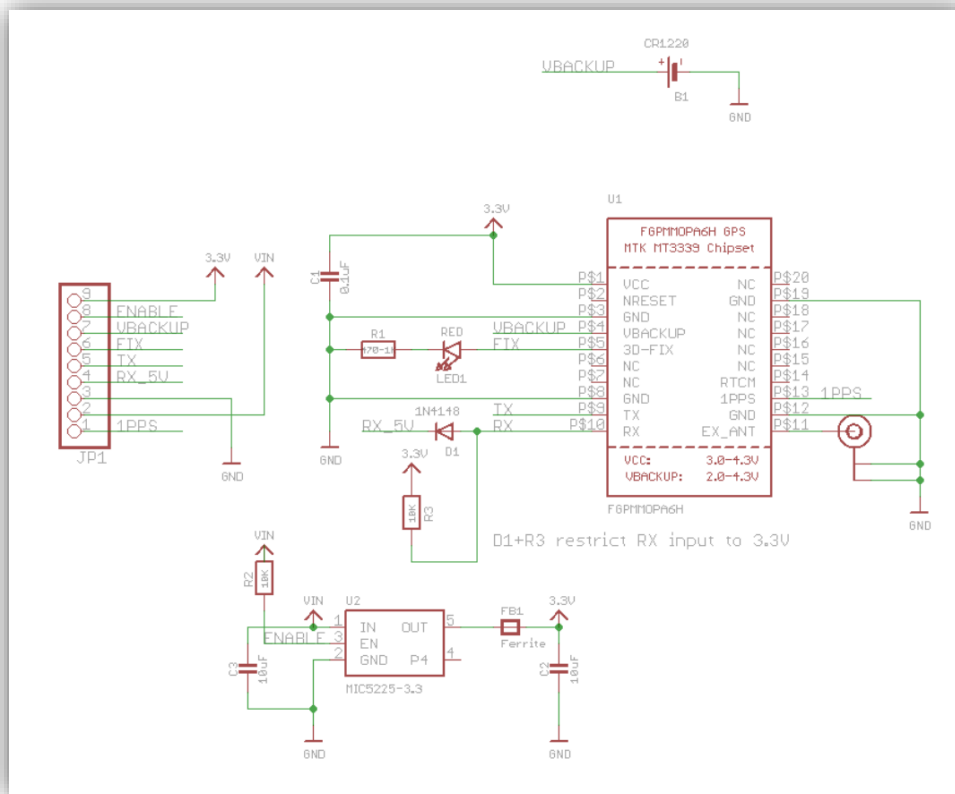 CR1220
VBACKUP
+
B1
GND
U1
3.3V
FGPMMOPA6H GPS
MTK MT3339 Chipset
3.3V VIN
C1
0.1uF
P$1 VCC NC P$20
P$2 NRESET GND P$19
P$3 GND NC P$18
VBACKUP P$4 VBACKUP NC P$17
FIX P$5 3D-FIX NC P$16
P$6 NC NC P$15
P$7 NC RTCM P$14
P$8 GND 1PPS P$13 1PPS
TX P$9 TX GND P$12
RX P$10 RX EX_ANT P$11
9
8 ENABLE
7 VBACKUP
6 FIX
5 TX
4 RX_5V
3
2
1 1PPS
JP1
GND
R1
RED
LED1
1N4148
RX_5V
D1
GND
3.3V
10K
R3
VCC: 3.0-4.3V
VBACKUP: 2.0-4.3V
FGPMMOPA6H
GND
D1+R3 restrict RX input to 3.3V
VIN
R2
10K
VIN
U2
ENABLE
1 IN OUT 5
3 EN
2 GND P4 4
MIC5225-3.3
FB1
Ferrite
3.3V
C3
10uF
C2
10uF
GND
GND